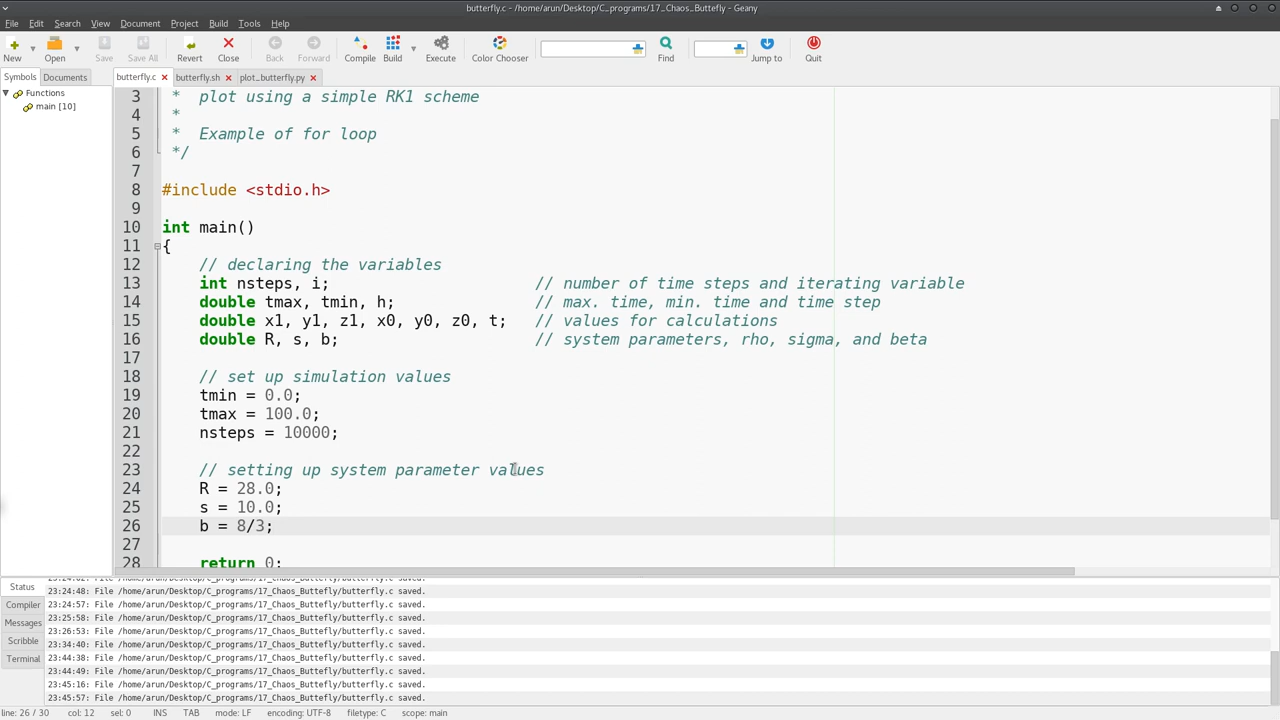 butterfly.c – /home/arun/Desktop/C_programs/17_Chaos_Buttefly/ – Geany
File Edit Search View Document Project Build Tools Help
New Open Save Save All Revert Close Back Forward Compile Build Execute Color Chooser Find Jump to Quit
Symbols Documents butterfly.c butterfly.sh plot_butterfly.py
Functions
main [10]
3 * plot using a simple RK1 scheme
4 *
5 * Example of for loop
6 */
7
8 #include <stdio.h>
9
10 int main()
11 {
12 // declaring the variables
13 int nsteps, i; // number of time steps and iterating variable
14 double tmax, tmin, h; // max. time, min. time and time step
15 double x1, y1, z1, x0, y0, z0, t; // values for calculations
16 double R, s, b; // system parameters, rho, sigma, and beta
17
18 // set up simulation values
19 tmin = 0.0;
20 tmax = 100.0;
21 nsteps = 10000;
22
23 // setting up system parameter values
24 R = 28.0;
25 s = 10.0;
26 b = 8/3;
27
28 return 0;
Status
Compiler
Messages
Scribble
Terminal
23:24:02: File /home/arun/Desktop/C_programs/17_Chaos_Buttefly/butterfly.c saved.
23:24:48: File /home/arun/Desktop/C_programs/17_Chaos_Buttefly/butterfly.c saved.
23:24:57: File /home/arun/Desktop/C_programs/17_Chaos_Buttefly/butterfly.c saved.
23:25:58: File /home/arun/Desktop/C_programs/17_Chaos_Buttefly/butterfly.c saved.
23:26:53: File /home/arun/Desktop/C_programs/17_Chaos_Buttefly/butterfly.c saved.
23:34:40: File /home/arun/Desktop/C_programs/17_Chaos_Buttefly/butterfly.c saved.
23:44:38: File /home/arun/Desktop/C_programs/17_Chaos_Buttefly/butterfly.c saved.
23:44:49: File /home/arun/Desktop/C_programs/17_Chaos_Buttefly/butterfly.c saved.
23:45:16: File /home/arun/Desktop/C_programs/17_Chaos_Buttefly/butterfly.c saved.
23:45:57: File /home/arun/Desktop/C_programs/17_Chaos_Buttefly/butterfly.c saved.
line: 26 / 30 col: 12 sel: 0 INS TAB mode: LF encoding: UTF-8 filetype: C scope: main